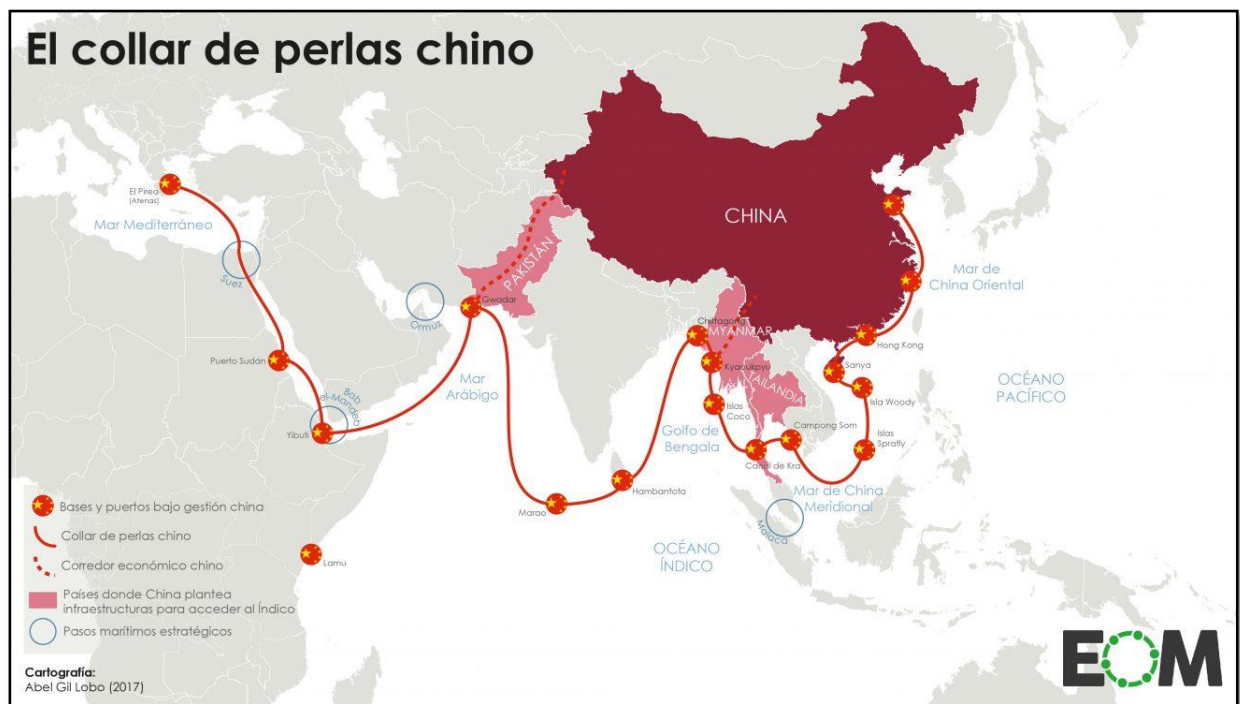 El collar de perlas chino
El Pirea
(Atenas)
Mar Mediterráneo
Suez
Ormuz
PAKISTÁN
Gwadar
CHINA
Mar de
China Oriental
Chittagong
MYANMAR
Kyaoukpyu
Hong Kong
Sanya
Puerto Sudán
Bab
el-Mandeb
Yibuti
Mar
Arábigo
TAILANDIA
Isla Woody
OCÉANO
PACÍFICO
Islas
Coco
Golfo de
Bengala
Campong Som
Islas
Spratly
Canal de Kra
Hambantota
Marao
Mar de China
Meridional
Malaca
OCÉANO
ÍNDICO
Lamu
Bases y puertos bajo gestión china
Collar de perlas chino
Corredor económico chino
Países donde China plantea
infraestructuras para acceder al Índico
Pasos marítimos estratégicos
Cartografía:
Abel Gil Lobo (2017)
EOM